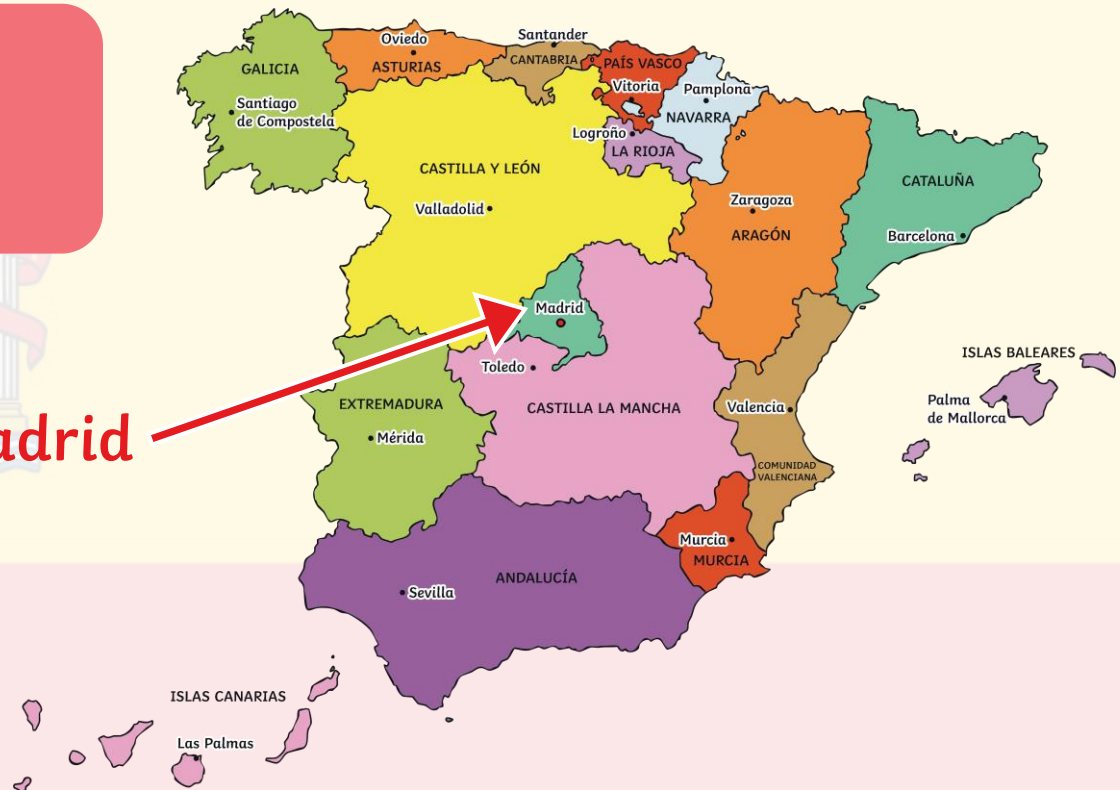 Santander
Oviedo
CANTABRIA
PAÍS VASCO
GALICIA
ASTURIAS
Vitoria
Pamplona
Santiago
de Compostela
NAVARRA
Logroño
LA RIOJA
CASTILLA Y LEÓN
CATALUÑA
Valladolid
Zaragoza
ARAGÓN
Barcelona
Madrid
ISLAS BALEARES
Toledo
Palma
de Mallorca
EXTREMADURA
CASTILLA LA MANCHA
Valencia
adrid
Mérida
COMUNIDAD
VALENCIANA
Murcia
MURCIA
ANDALUCÍA
Sevilla
ISLAS CANARIAS
Las Palmas